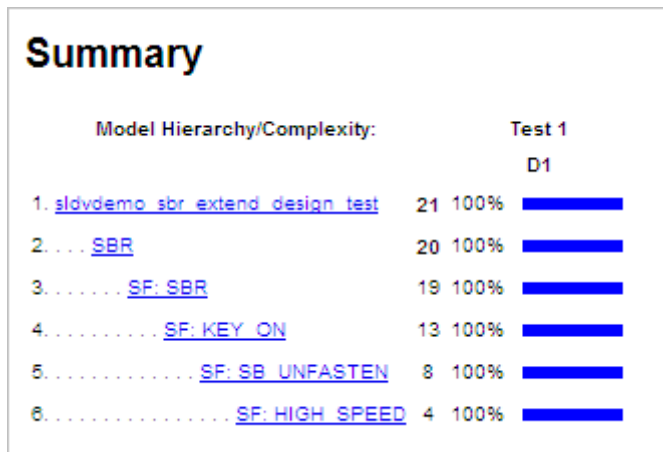 Summary
Model Hierarchy/Complexity: Test 1
D1
1. sldvdemo_sbr_extend_design_test 21 100%
2. . . . SBR 20 100%
3. . . . . . . SF: SBR 19 100%
4. . . . . . . . . . SF: KEY_ON 13 100%
5. . . . . . . . . . . . . SF: SB_UNFASTEN 8 100%
6. . . . . . . . . . . . . . . . SF: HIGH_SPEED 4 100%